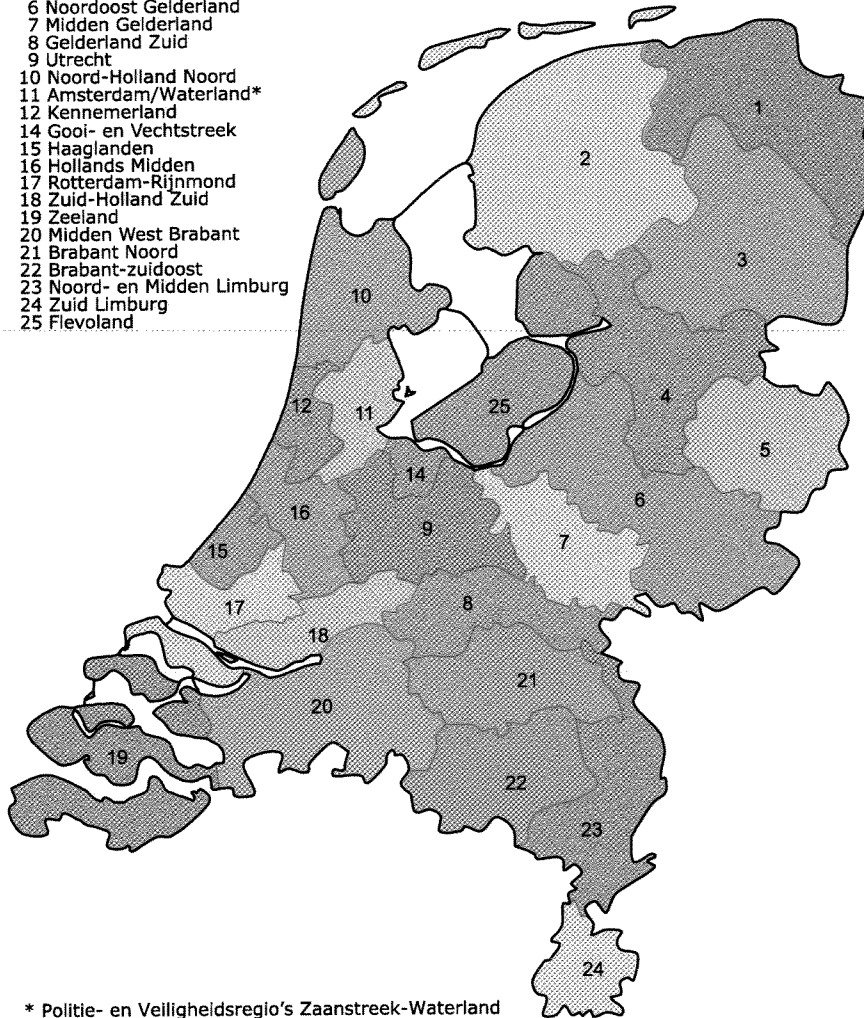 6 Noordoost Gelderland
7 Midden Gelderland
8 Gelderland Zuid
9 Utrecht
10 Noord-Holland Noord
11 Amsterdam/Waterland*
12 Kennemerland
14 Gooi- en Vechtstreek
15 Haaglanden
16 Hollands Midden
17 Rotterdam-Rijnmond
18 Zuid-Holland Zuid
19 Zeeland
20 Midden West Brabant
21 Brabant Noord
22 Brabant-zuidoost
23 Noord- en Midden Limburg
24 Zuid Limburg
25 Flevoland
1
2
3
10
4
25
12
11
5
14
6
16
9
7
15
17
8
18
21
20
19
22
23
24
* Politie- en Veiligheidsregio's Zaanstreek-Waterland